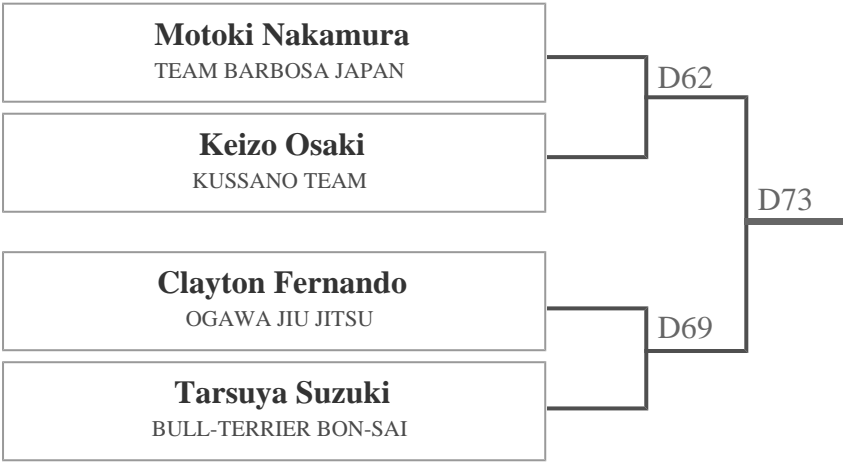 Motoki Nakamura
TEAM BARBOSA JAPAN
D62
Keizo Osaki
KUSSANO TEAM
D73
Clayton Fernando
OGAWA JIU JITSU
D69
Tarsuya Suzuki
BULL-TERRIER BON-SAI